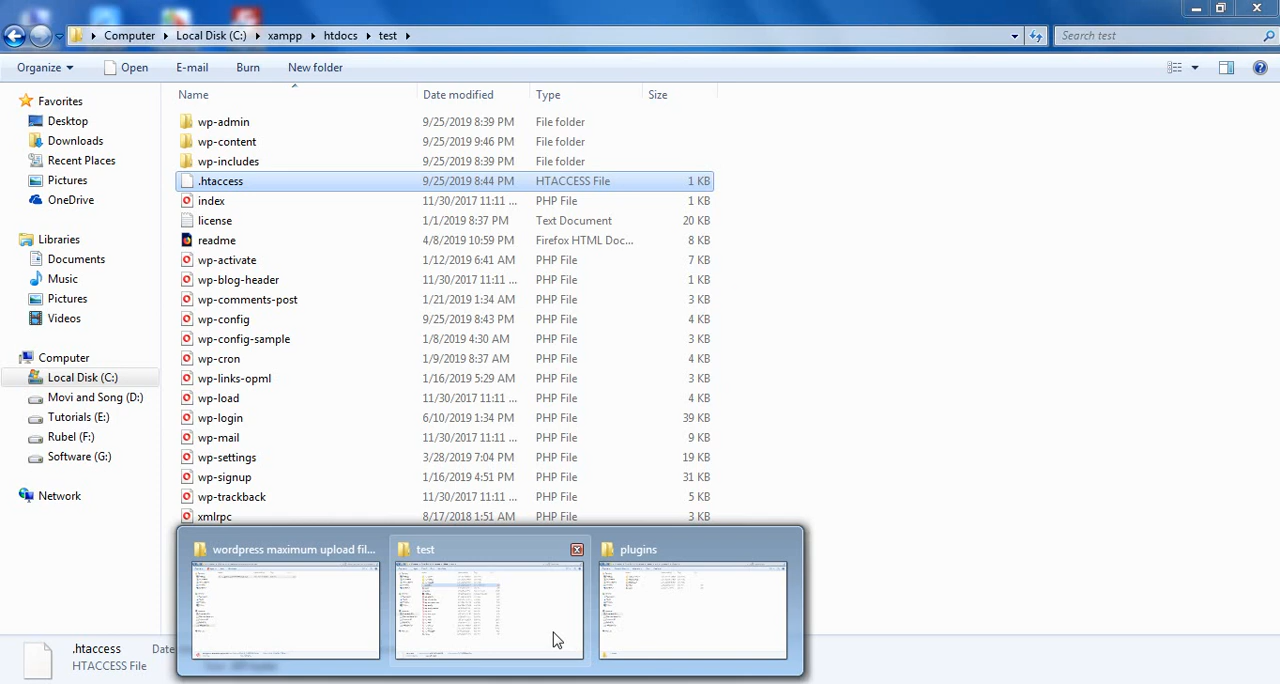 Computer Local Disk (C:) xampp htdocs test
Search test
Organize Open E-mail Burn New folder
Name Date modified Type Size
Favorites
Desktop
Downloads
Recent Places
Pictures
OneDrive
Libraries
Documents
Music
Pictures
Videos
Computer
Local Disk (C:)
Movi and Song (D:)
Tutorials (E:)
Rubel (F:)
Software (G:)
Network
wp-admin 9/25/2019 8:39 PM File folder
wp-content 9/25/2019 9:46 PM File folder
wp-includes 9/25/2019 8:39 PM File folder
.htaccess 9/25/2019 8:44 PM HTACCESS File 1 KB
index 11/30/2017 11:11 ... PHP File 1 KB
license 1/1/2019 8:37 PM Text Document 20 KB
readme 4/8/2019 10:59 PM Firefox HTML Doc... 8 KB
wp-activate 1/12/2019 6:41 AM PHP File 7 KB
wp-blog-header 11/30/2017 11:11 ... PHP File 1 KB
wp-comments-post 1/21/2019 1:34 AM PHP File 3 KB
wp-config 9/25/2019 8:43 PM PHP File 4 KB
wp-config-sample 1/8/2019 4:30 AM PHP File 3 KB
wp-cron 1/9/2019 8:37 AM PHP File 4 KB
wp-links-opml 1/16/2019 5:29 AM PHP File 3 KB
wp-load 11/30/2017 11:11 ... PHP File 4 KB
wp-login 6/10/2019 1:34 PM PHP File 39 KB
wp-mail 11/30/2017 11:11 ... PHP File 9 KB
wp-settings 3/28/2019 7:04 PM PHP File 19 KB
wp-signup 1/16/2019 4:51 PM PHP File 31 KB
wp-trackback 11/30/2017 11:11 ... PHP File 5 KB
xmlrpc 8/17/2018 1:51 AM PHP File 3 KB
wordpress maximum upload fil... test plugins
.htaccess Date
HTACCESS File